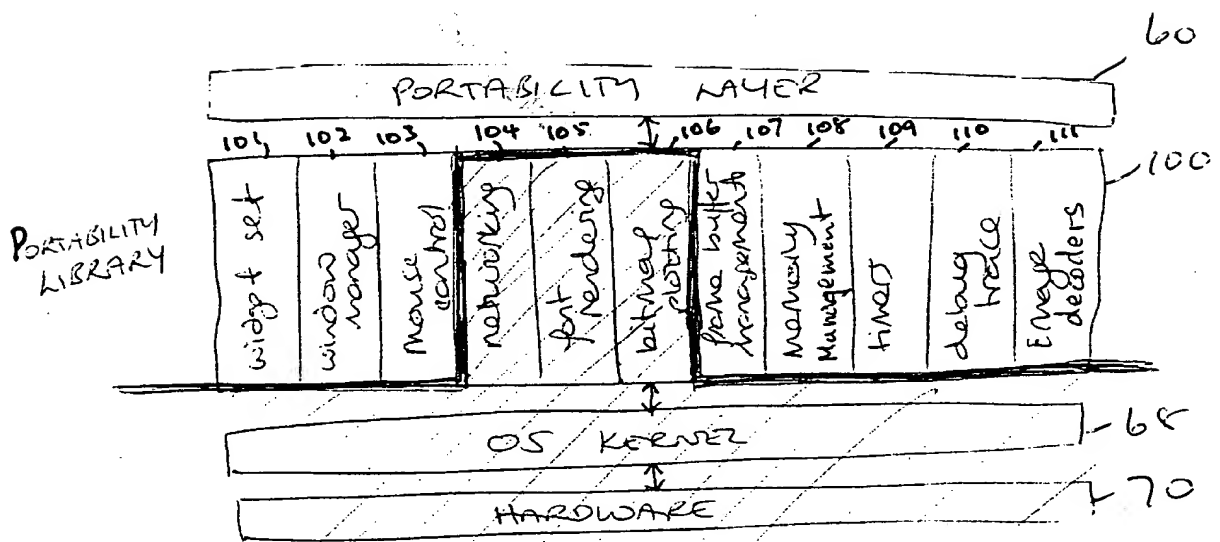 60
PORTABILITY LAYER
101 102 103 104 105 106 107 108 109 110 111
100
PORTABILITY
LIBRARY
widget set
window
manager
mouse
control
networking
font
rendering
bitmap
plotting
frame buffer
management
Memory
Management
timers
debug
trace
Image
decoders
OS KERNEL
68
HARDWARE
70